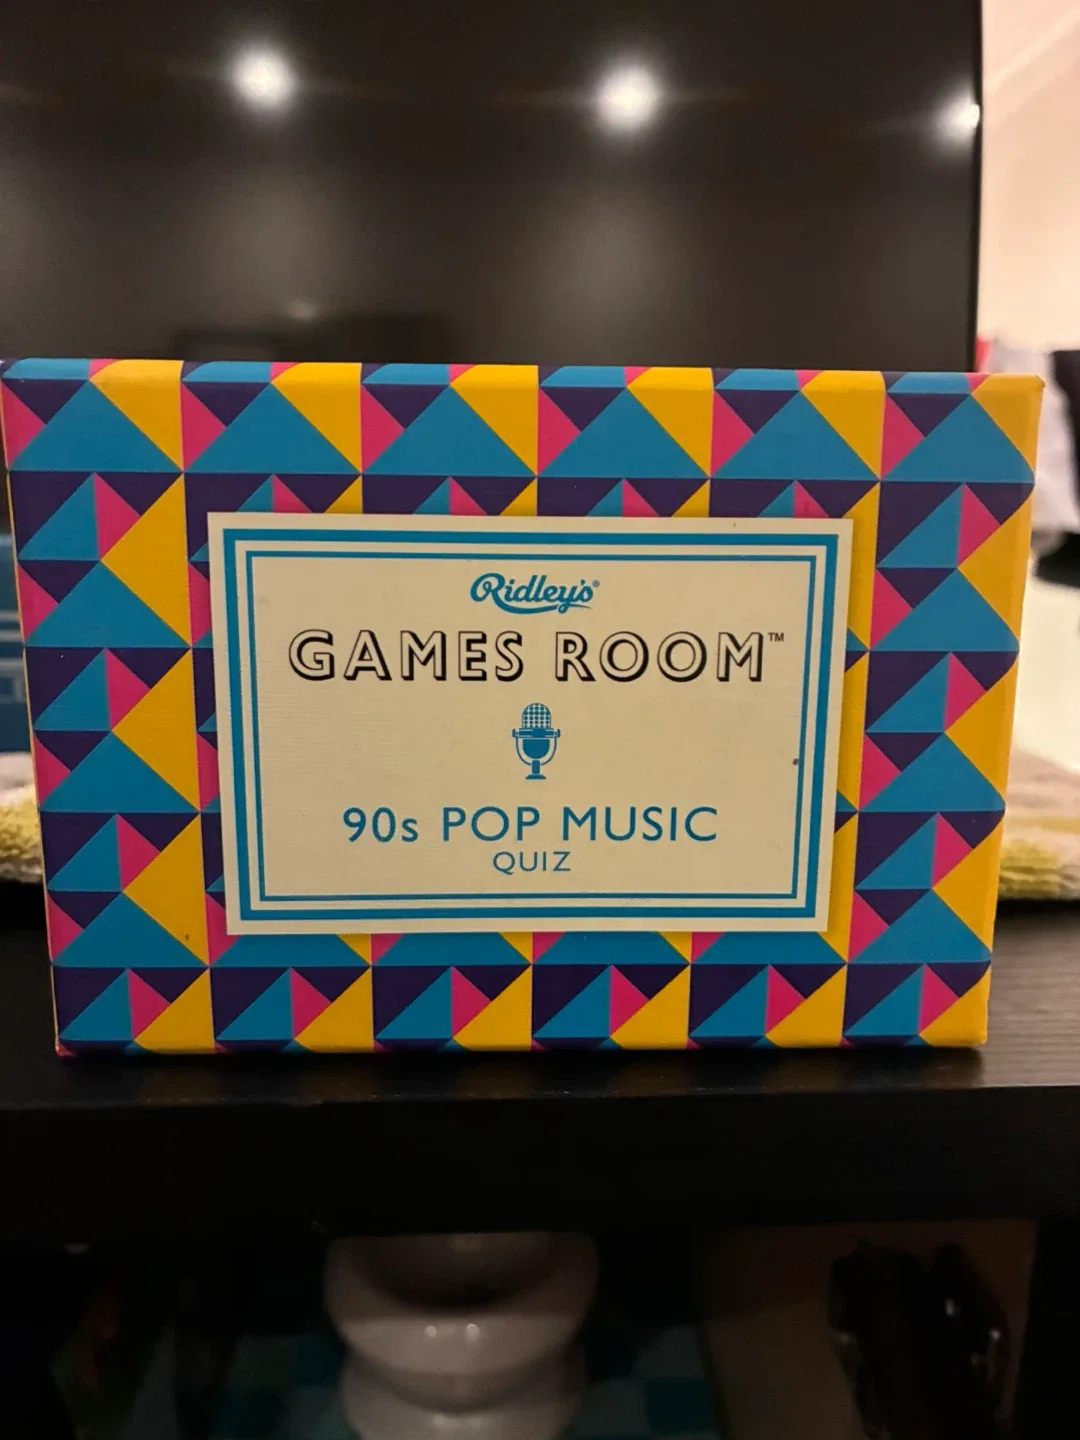 Ridley's®
GAMES ROOM™
90s POP MUSIC
QUIZ